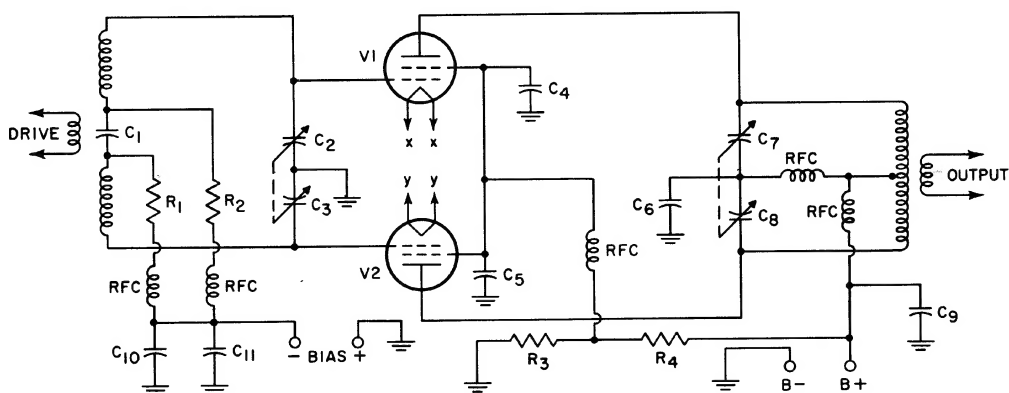 V1
C4
DRIVE
C1
x x
C2
C7
RFC
OUTPUT
R1
R2
y y
C3
C6
C8
RFC
V2
C5
RFC
RFC
RFC
C9
C10
C11
- BIAS +
R3
R4
B-
B+